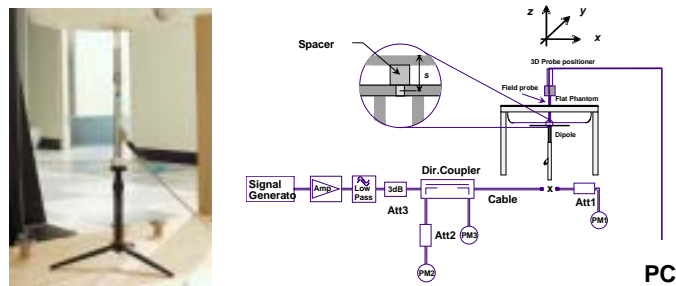 z
y
x
Spacer
s
3D Probe positioner
Field probe
Flat Phantom
Dipole
Dir.Coupler
Signal
Generato
Amp
Low
Pass
3dB
Att3
Cable
x
Att1
PM1
Att2
PM3
PM2
PC